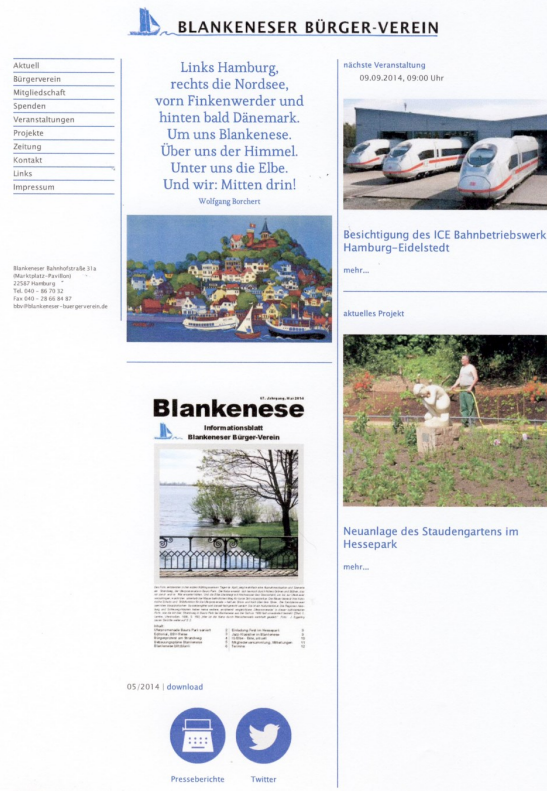 BLANKENESER BÜRGER-VEREIN
Aktuell
Bürgerverein
Mitgliedschaft
Spenden
Veranstaltungen
Projekte
Zeitung
Kontakt
Links
Impressum
Blankeneser Bahnhofstraße 31a
(Marktplatz-Pavillon)
22587 Hamburg
Tel. 040 - 86 70 32
Fax 040 - 28 66 84 87
bbv@blankeneser-buergerverein.de
Links Hamburg,
rechts die Nordsee,
vorn Finkenwerder und
hinten bald Dänemark.
Um uns Blankenese.
Über uns der Himmel.
Unter uns die Elbe.
Und wir: Mitten drin!
Wolfgang Borchert
Blankenese
Informationsblatt
Blankeneser Bürger-Verein
05/2014 | download
Presseberichte
Twitter
nächste Veranstaltung
09.09.2014, 09:00 Uhr
Besichtigung des ICE Bahnbetriebswerk
Hamburg-Eidelstedt
mehr...
aktuelles Projekt
Neuanlage des Staudengartens im
Hessepark
mehr...